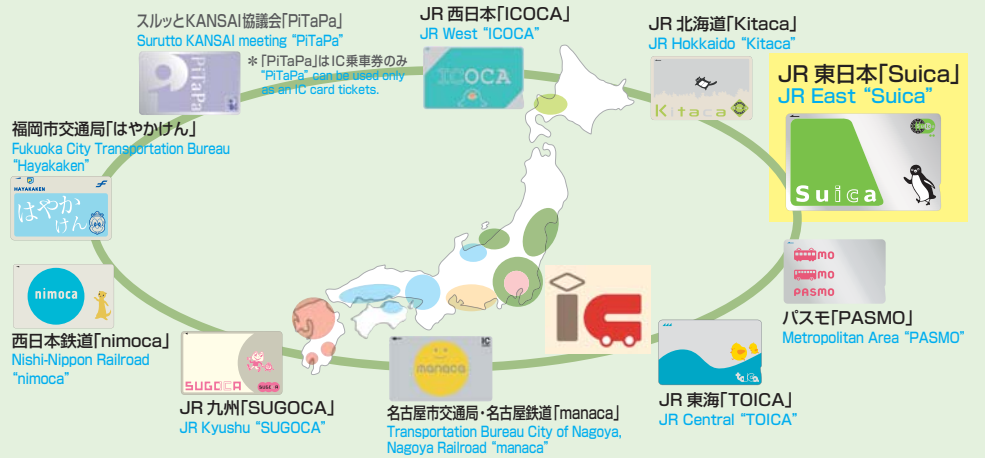 スルッとKANSAI協議会「PiTaPa」
Surutto KANSAI meeting “PiTaPa”
＊「PiTaPa」はIC乗車券のみ
“PiTaPa” can be used only
as an IC card tickets.
PiTaPa
JR 西日本「ICOCA」
JR West “ICOCA”
ICOCA
JR 北海道「Kitaca」
JR Hokkaido “Kitaca”
Kitaca
JR 東日本「Suica」
JR East “Suica”
Suica
福岡市交通局「はやかけん」
Fukuoka City Transportation Bureau
“Hayakaken”
HAYAKAKEN
はやか
けん
nimoca
西日本鉄道「nimoca」
Nishi-Nippon Railroad
“nimoca”
SUGOCA
SUGOCA
JR 九州「SUGOCA」
JR Kyushu “SUGOCA”
IC
manaca
名古屋市交通局・名古屋鉄道「manaca」
Transportation Bureau City of Nagoya,
Nagoya Railroad “manaca”
IC
TOICA
JR 東海「TOICA」
JR Central “TOICA”
MO
MO
PASMO
パスモ「PASMO」
Metropolitan Area “PASMO”